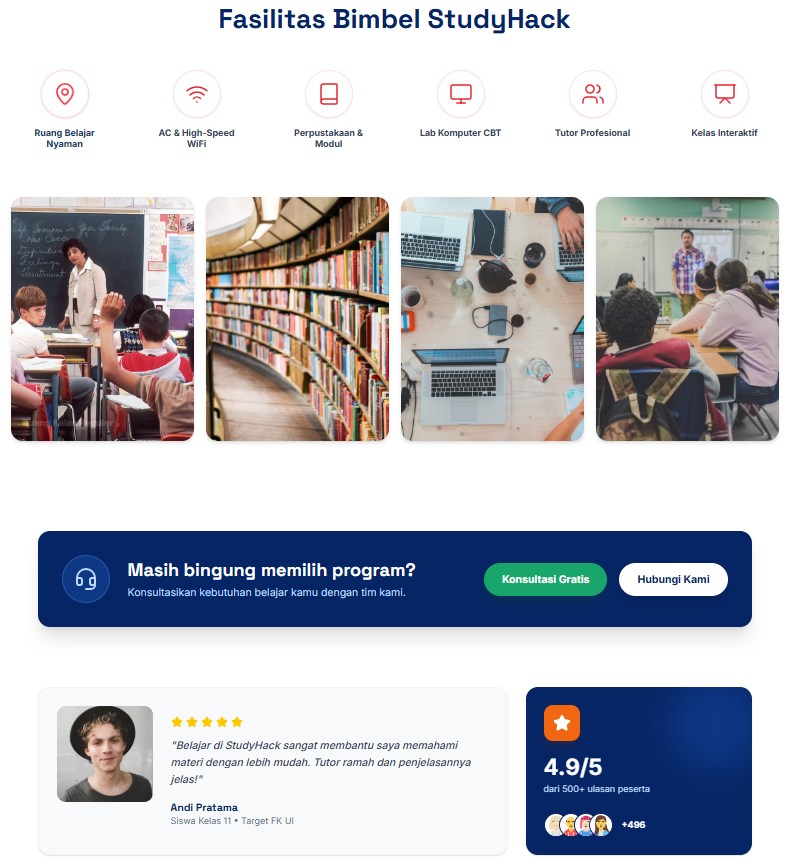 Fasilitas Bimbel StudyHack
Ruang Belajar
Nyaman
AC & High-Speed
WiFi
Perpustakaan &
Modul
Lab Komputer CBT
Tutor Profesional
Kelas Interaktif
Masih bingung memilih program?
Konsultasikan kebutuhan belajar kamu dengan tim kami.
Konsultasi Gratis
Hubungi Kami
"Belajar di StudyHack sangat membantu saya memahami
materi dengan lebih mudah. Tutor ramah dan penjelasannya
jelas!"
Andi Pratama
Siswa Kelas 11 • Target FK UI
4.9/5
dari 500+ ulasan peserta
+496